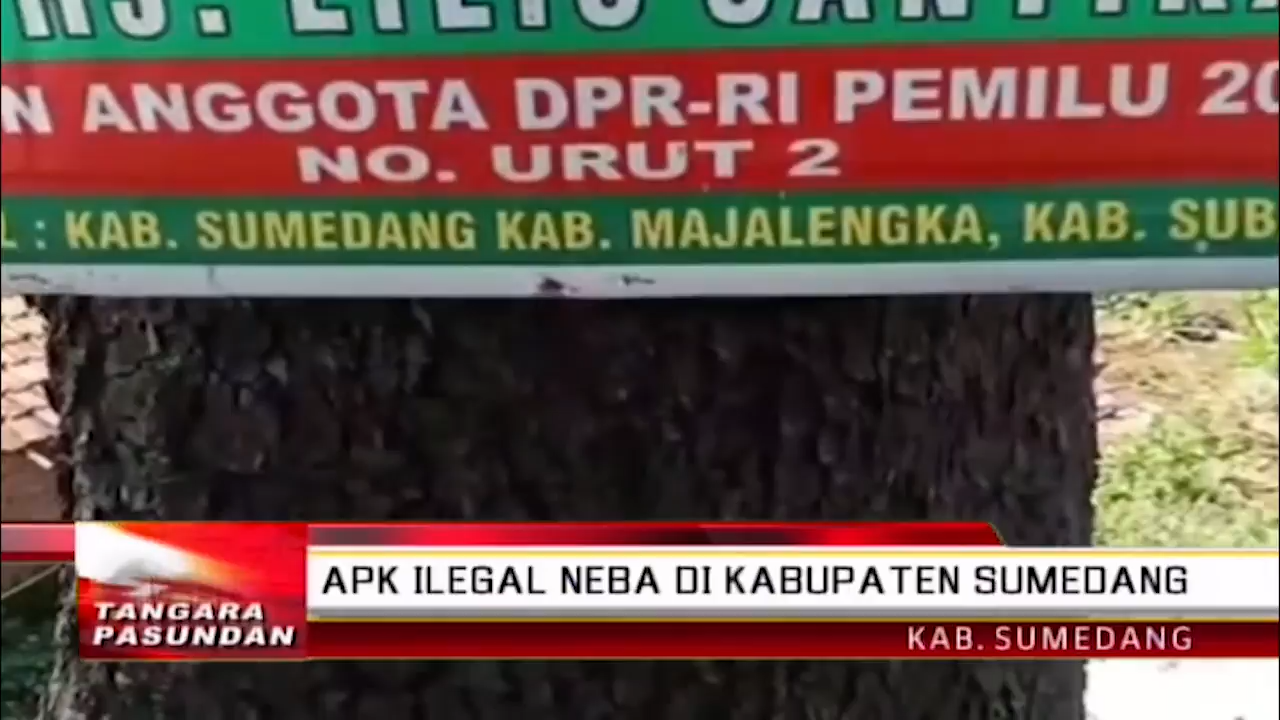 N ANGGOTA DPR-RI PEMILU 20
NO. URUT 2
L : KAB. SUMEDANG KAB. MAJALENGKA, KAB. SUB
APK ILEGAL NEBA DI KABUPATEN SUMEDANG
TANGARA
PASUNDAN
KAB. SUMEDANG